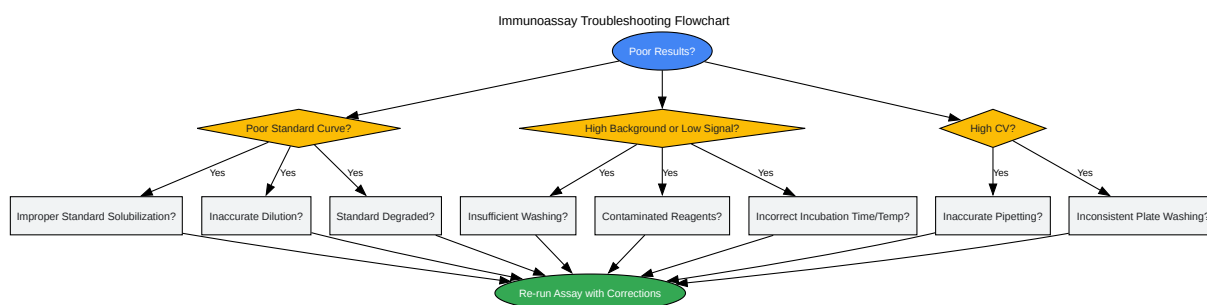 Immunoassay Troubleshooting Flowchart
Poor Results?
Poor Standard Curve?
High Background or Low Signal?
High CV?
Yes
Yes
Yes
Yes
Yes
Yes
Yes
Yes
Improper Standard Solubilization?
Inaccurate Dilution?
Standard Degraded?
Insufficient Washing?
Contaminated Reagents?
Incorrect Incubation Time/Temp?
Inaccurate Pipetting?
Inconsistent Plate Washing?
Re-run Assay with Corrections